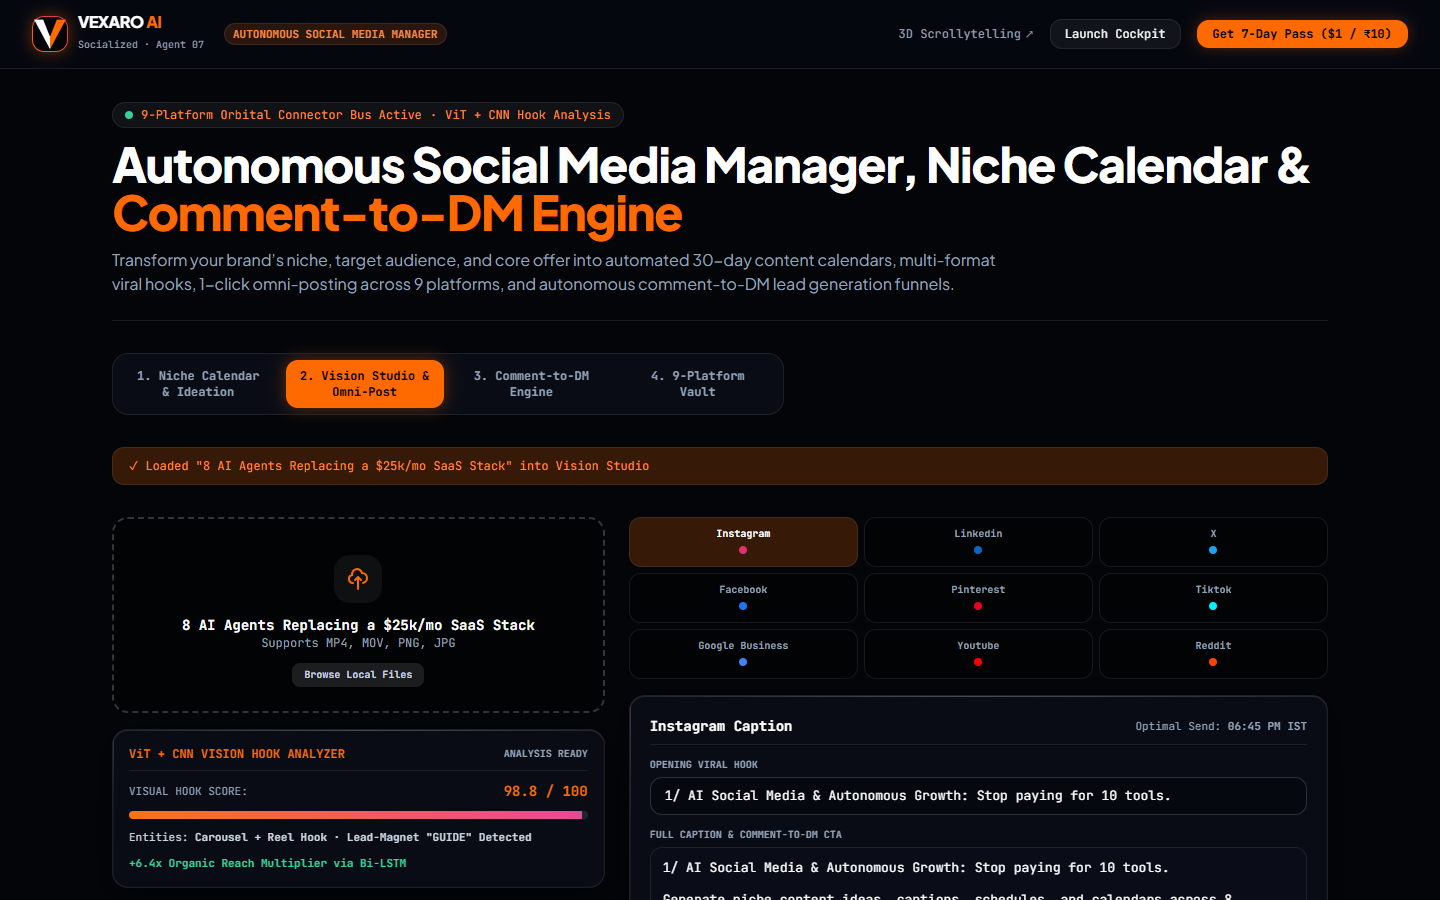 VEXARO AI
Socialized · Agent 07
AUTONOMOUS SOCIAL MEDIA MANAGER
3D Scrollytelling ↗
Launch Cockpit
Get 7-Day Pass ($1 / ₹10)
9-Platform Orbital Connector Bus Active · ViT + CNN Hook Analysis
Autonomous Social Media Manager, Niche Calendar &
Comment-to-DM Engine
Transform your brand's niche, target audience, and core offer into automated 30-day content calendars, multi-format
viral hooks, 1-click omni-posting across 9 platforms, and autonomous comment-to-DM lead generation funnels.
1. Niche Calendar
& Ideation
2. Vision Studio &
Omni-Post
3. Comment-to-DM
Engine
4. 9-Platform
Vault
✓ Loaded "8 AI Agents Replacing a $25k/mo SaaS Stack" into Vision Studio
8 AI Agents Replacing a $25k/mo SaaS Stack
Supports MP4, MOV, PNG, JPG
Browse Local Files
ViT + CNN VISION HOOK ANALYZER
ANALYSIS READY
VISUAL HOOK SCORE:
98.8 / 100
Entities: Carousel + Reel Hook · Lead-Magnet "GUIDE" Detected
+6.4x Organic Reach Multiplier via Bi-LSTM
Instagram
Linkedin
X
Facebook
Pinterest
Tiktok
Google Business
Youtube
Reddit
Instagram Caption
Optimal Send: 06:45 PM IST
OPENING VIRAL HOOK
1/ AI Social Media & Autonomous Growth: Stop paying for 10 tools.
FULL CAPTION & COMMENT-TO-DM CTA
1/ AI Social Media & Autonomous Growth: Stop paying for 10 tools.
Generate niche content ideas, captions, schedules, and calendars across 8